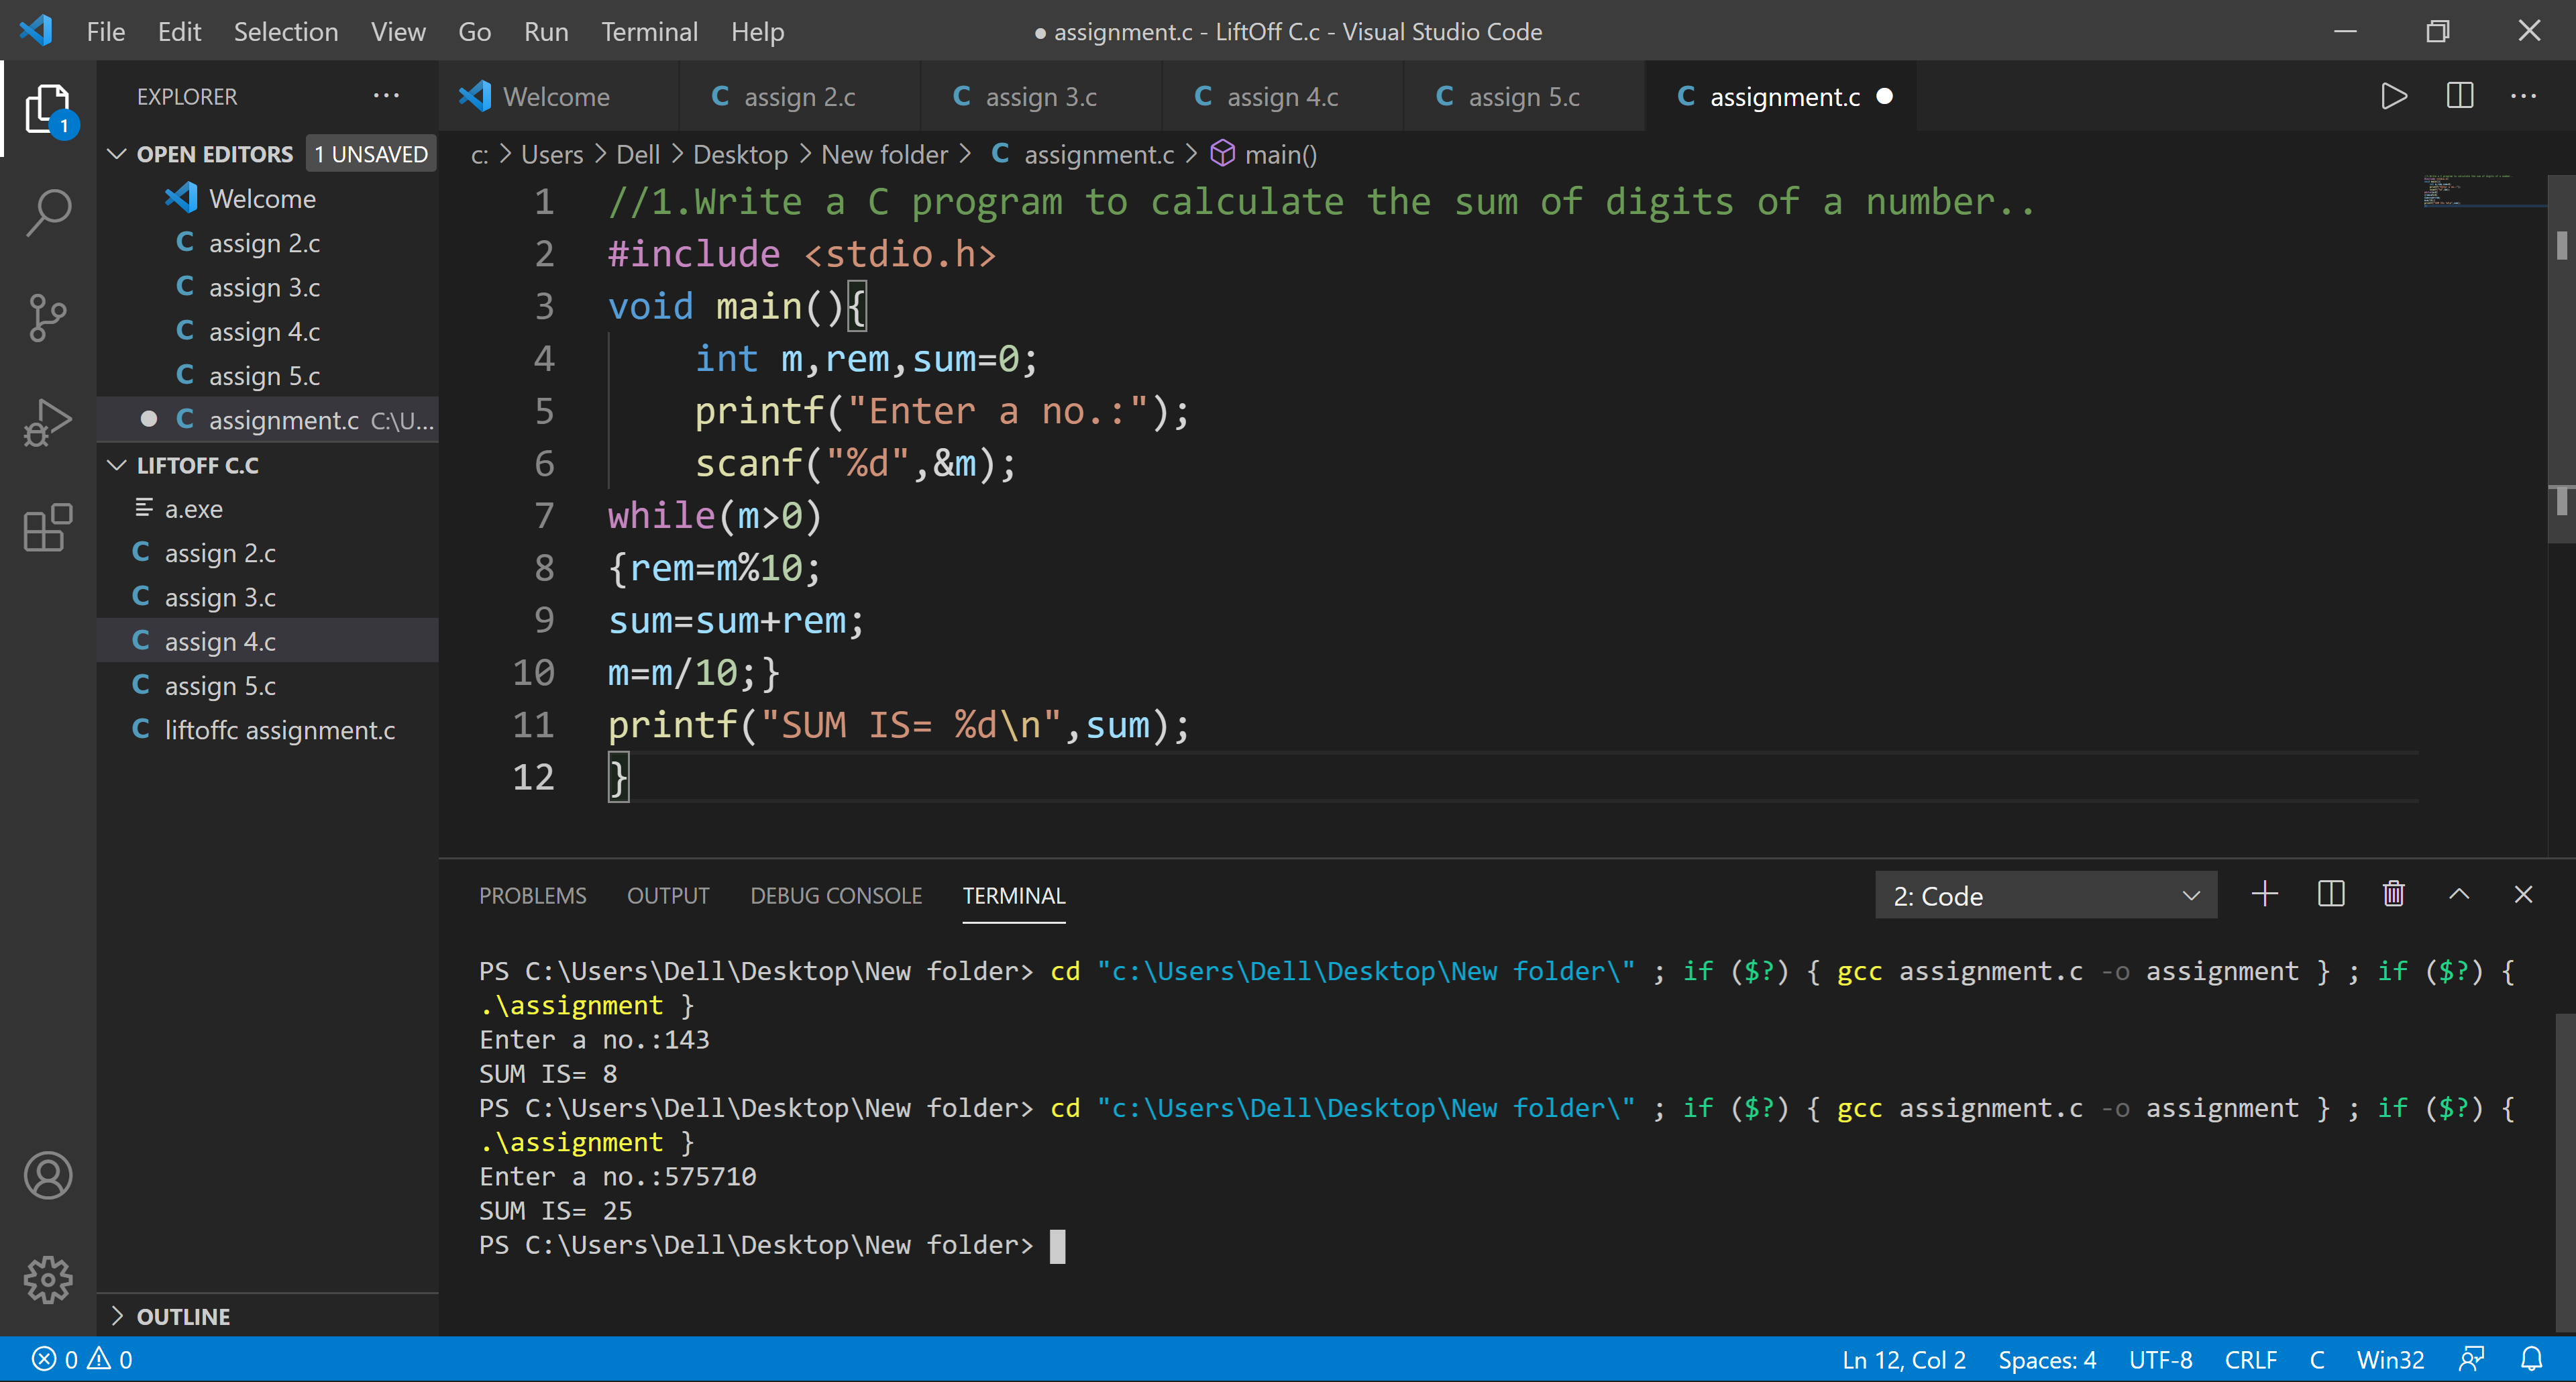 File Edit Selection View Go Run Terminal Help
● assignment.c - LiftOff C.c - Visual Studio Code
EXPLORER ···
Welcome
C assign 2.c
C assign 3.c
C assign 4.c
C assign 5.c
C assignment.c ●
1
OPEN EDITORS 1 UNSAVED
Welcome
C assign 2.c
C assign 3.c
C assign 4.c
C assign 5.c
● C assignment.c C:\U...
LIFTOFF C.C
a.exe
C assign 2.c
C assign 3.c
C assign 4.c
C assign 5.c
C liftoffc assignment.c
OUTLINE
c: > Users > Dell > Desktop > New folder > C assignment.c > main()
1 //1.Write a C program to calculate the sum of digits of a number..
2 #include <stdio.h>
3 void main(){
4 int m,rem,sum=0;
5 printf("Enter a no.:");
6 scanf("%d",&m);
7 while(m>0)
8 {rem=m%10;
9 sum=sum+rem;
10 m=m/10;}
11 printf("SUM IS= %d\n",sum);
12 }
PROBLEMS OUTPUT DEBUG CONSOLE TERMINAL
2: Code
PS C:\Users\Dell\Desktop\New folder> cd "c:\Users\Dell\Desktop\New folder\" ; if ($?) { gcc assignment.c -o assignment } ; if ($?) {
.\assignment }
Enter a no.:143
SUM IS= 8
PS C:\Users\Dell\Desktop\New folder> cd "c:\Users\Dell\Desktop\New folder\" ; if ($?) { gcc assignment.c -o assignment } ; if ($?) {
.\assignment }
Enter a no.:575710
SUM IS= 25
PS C:\Users\Dell\Desktop\New folder>
0 0
Ln 12, Col 2 Spaces: 4 UTF-8 CRLF C Win32